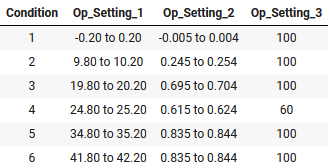 Condition Op_Setting_1 Op_Setting_2 Op_Setting_3
1 -0.20 to 0.20 -0.005 to 0.004 100
2 9.80 to 10.20 0.245 to 0.254 100
3 19.80 to 20.20 0.695 to 0.704 100
4 24.80 to 25.20 0.615 to 0.624 60
5 34.80 to 35.20 0.835 to 0.844 100
6 41.80 to 42.20 0.835 to 0.844 100